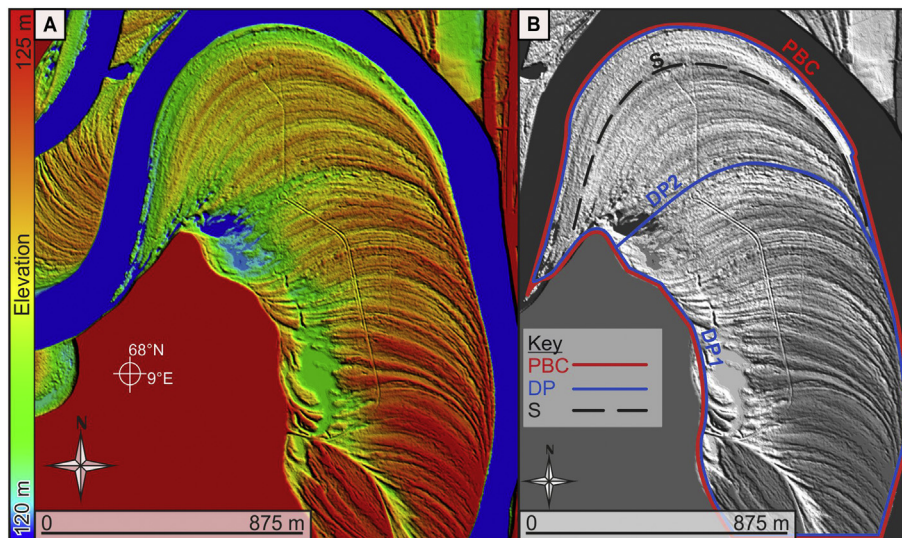 A
125 m
Elevation
120 m
68°N
9°E
N
0 875 m
B
S
PBC
DP2
DP1
Key
PBC
DP
S
N
0 875 m